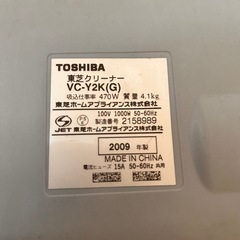 TOSHIBA
東芝クリーナー
VC-Y2K(G)
吸込仕事率 470W 質量 4.1kg
東芝ホームアプライアンス株式会社
100V 1000W 50-60Hz
製造番号 2158989
JET 東芝ホームアプライアンス株式会社
2009 年製
MADE IN CHINA
電流ヒューズ 15A 50-60Hz 共用